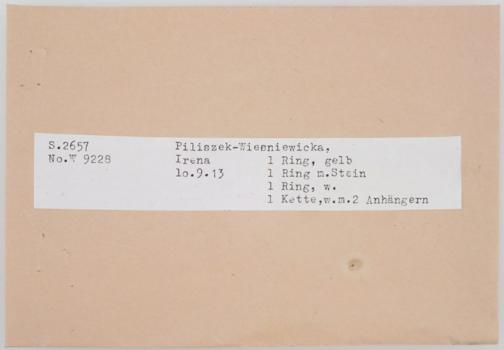 S.2657 Piliszek-Wiesniewicka,
No.W 9228 Irena 1 Ring, gelb
lo.9.13 1 Ring m.Stein
1 Ring, w.
1 Kette,w.m.2 Anhängern